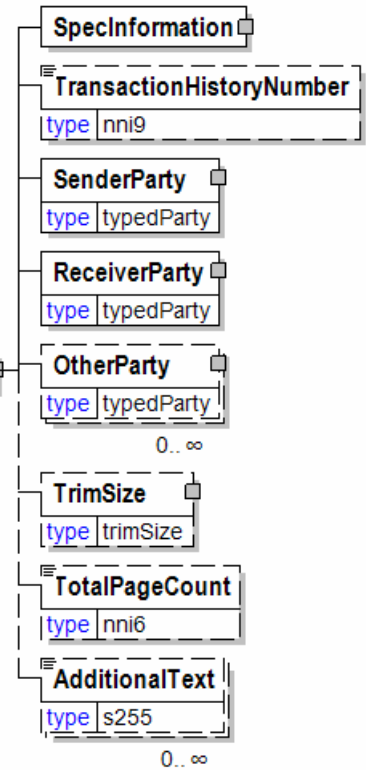 SpecInformation
TransactionHistoryNumber
type nni9
SenderParty
type typedParty
ReceiverParty
type typedParty
OtherParty
type typedParty
0.. ∞
TrimSize
type trimSize
TotalPageCount
type nni6
AdditionalText
type s255
0.. ∞